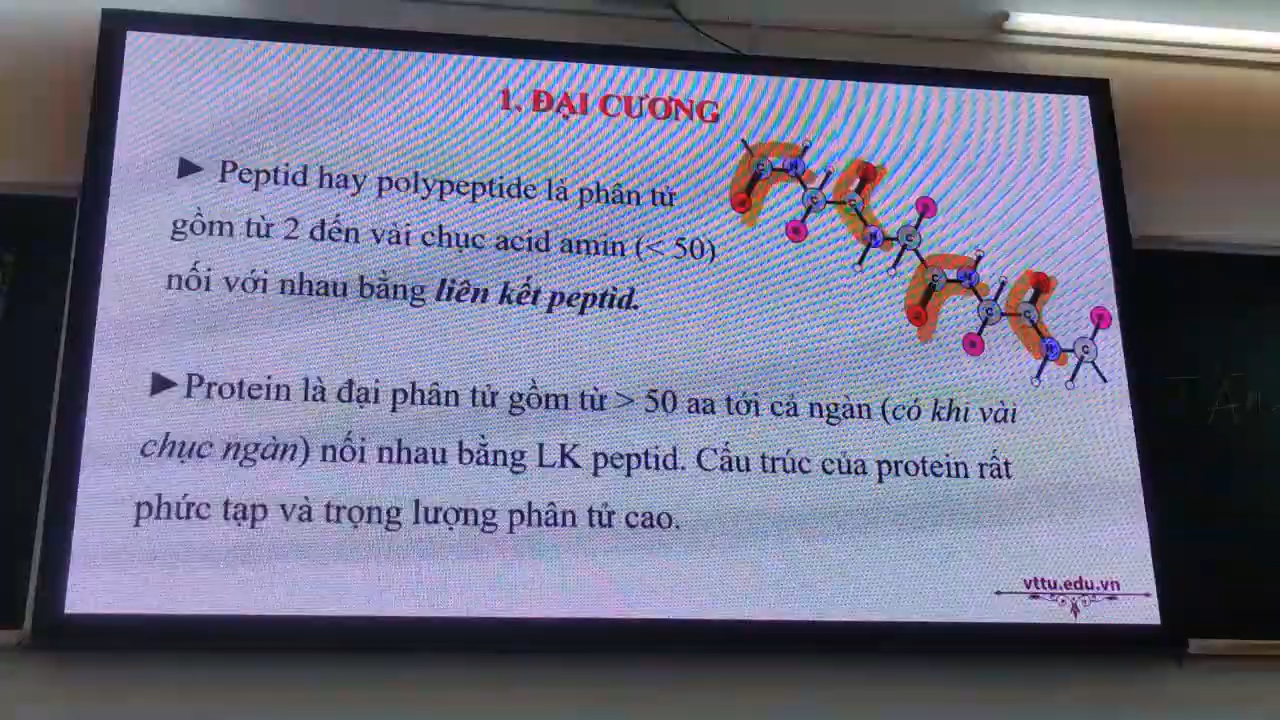 1. ĐẠI CƯƠNG
► Peptid hay polypeptide là phân tử
gồm từ 2 đến vài chục acid amin (< 50)
nối với nhau bằng liên kết peptid.
► Protein là đại phân tử gồm từ > 50 aa tới cả ngàn (có khi vài
chục ngàn) nối nhau bằng LK peptid. Cấu trúc của protein rất
phức tạp và trọng lượng phân tử cao.
vttu.edu.vn